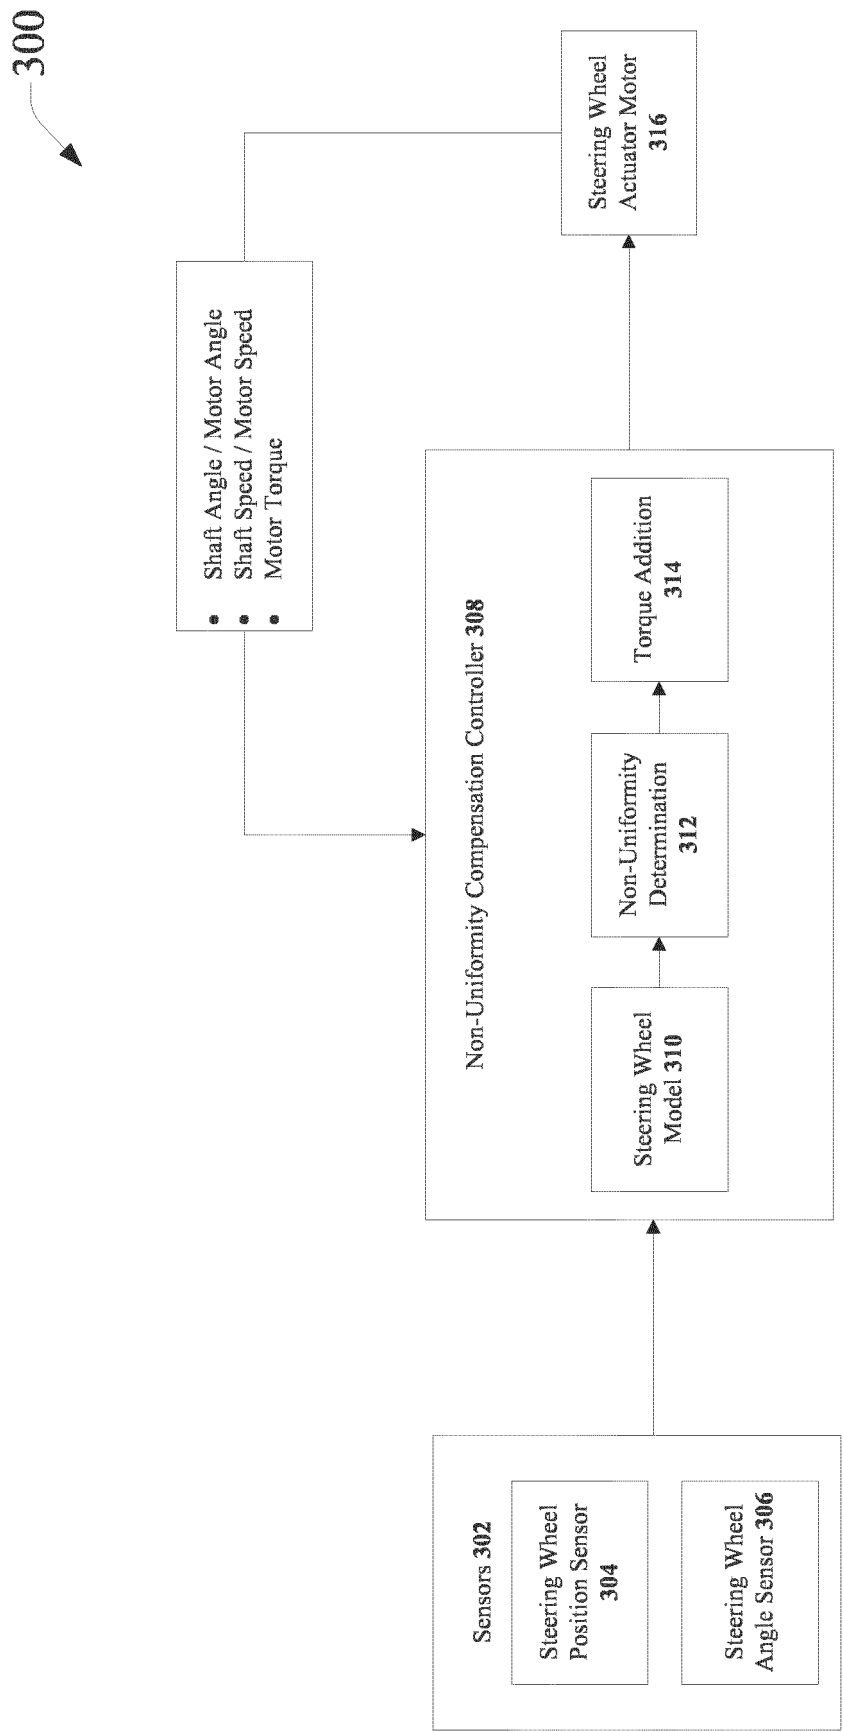 300
Sensors 302
Steering Wheel
Position Sensor
304
Steering Wheel
Angle Sensor 306
Non-Uniformity Compensation Controller 308
Steering Wheel
Model 310
Non-Uniformity
Determination
312
Torque Addition
314
• Shaft Angle / Motor Angle
• Shaft Speed / Motor Speed
• Motor Torque
Steering Wheel
Actuator Motor
316